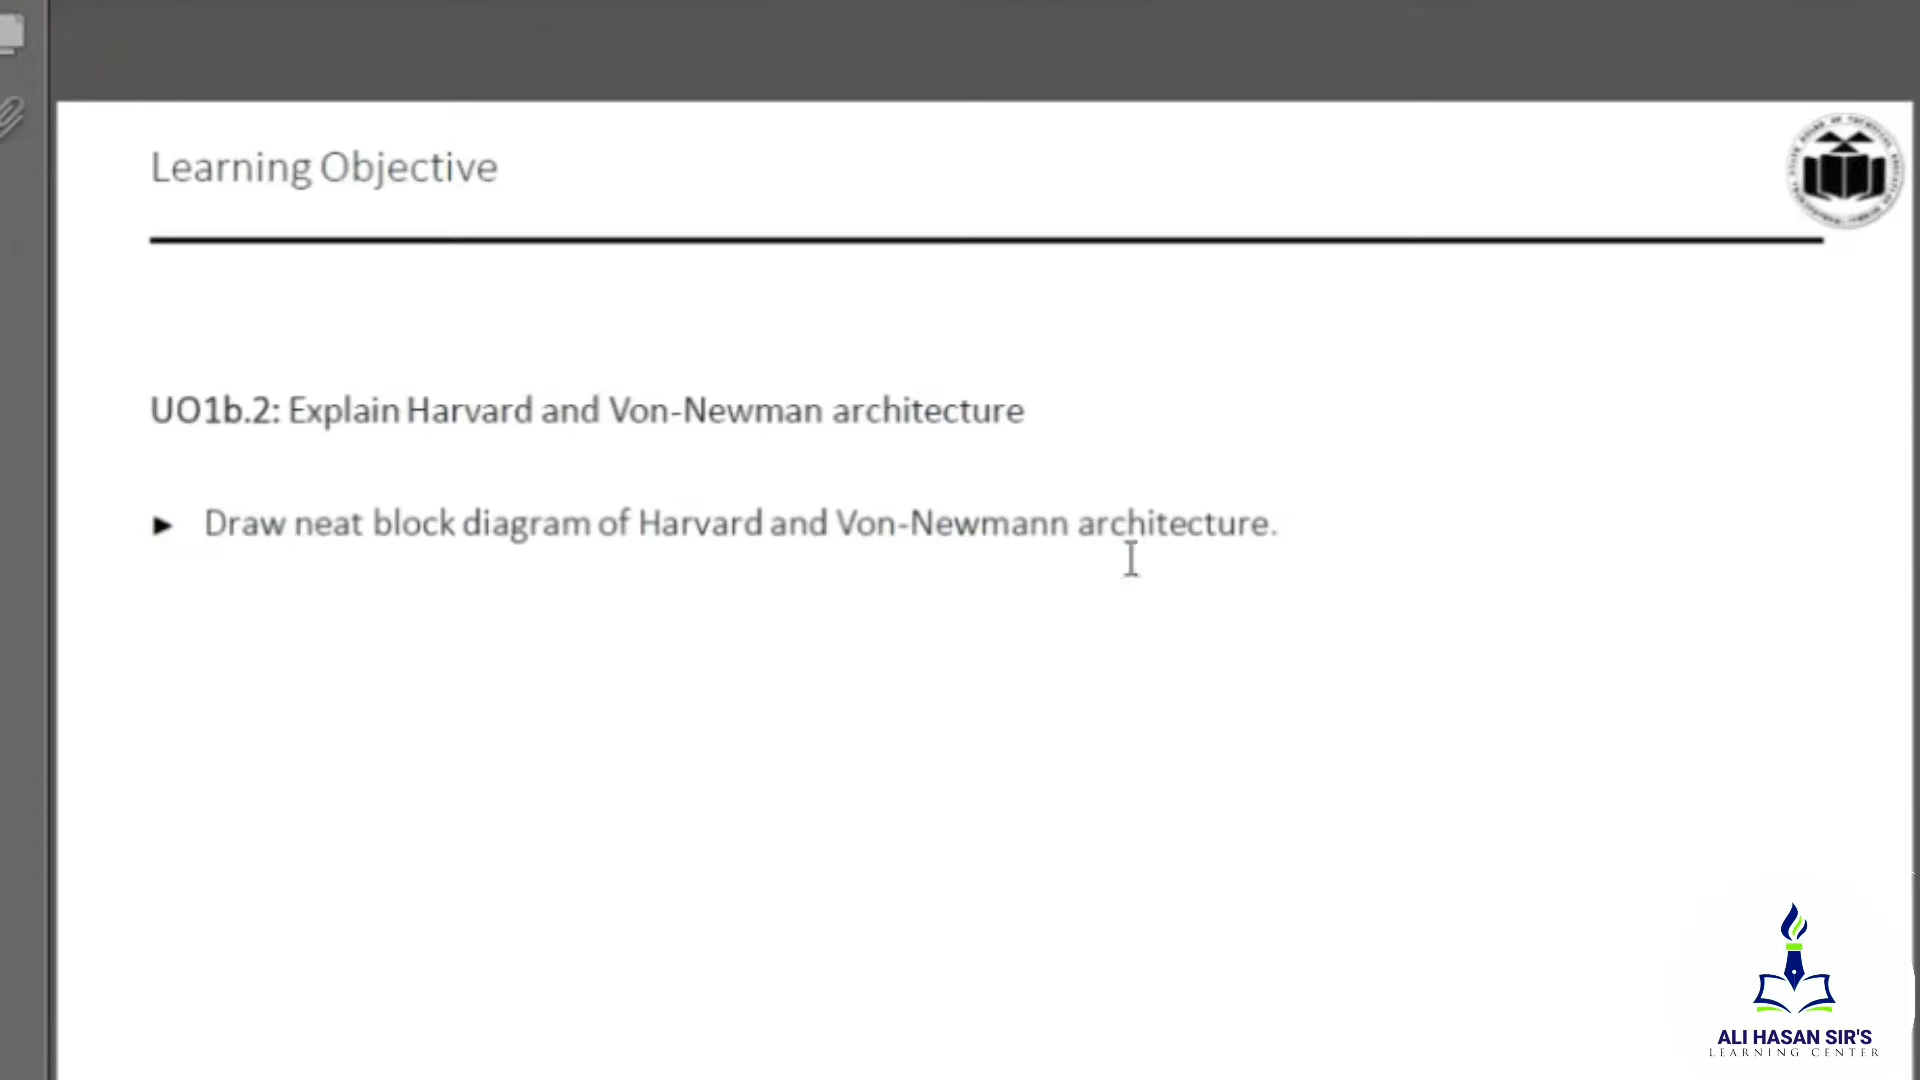 Learning Objective
UO1b.2: Explain Harvard and Von-Newman architecture
► Draw neat block diagram of Harvard and Von-Newmann architecture.
ALI HASAN SIR'S
LEARNING CENTER